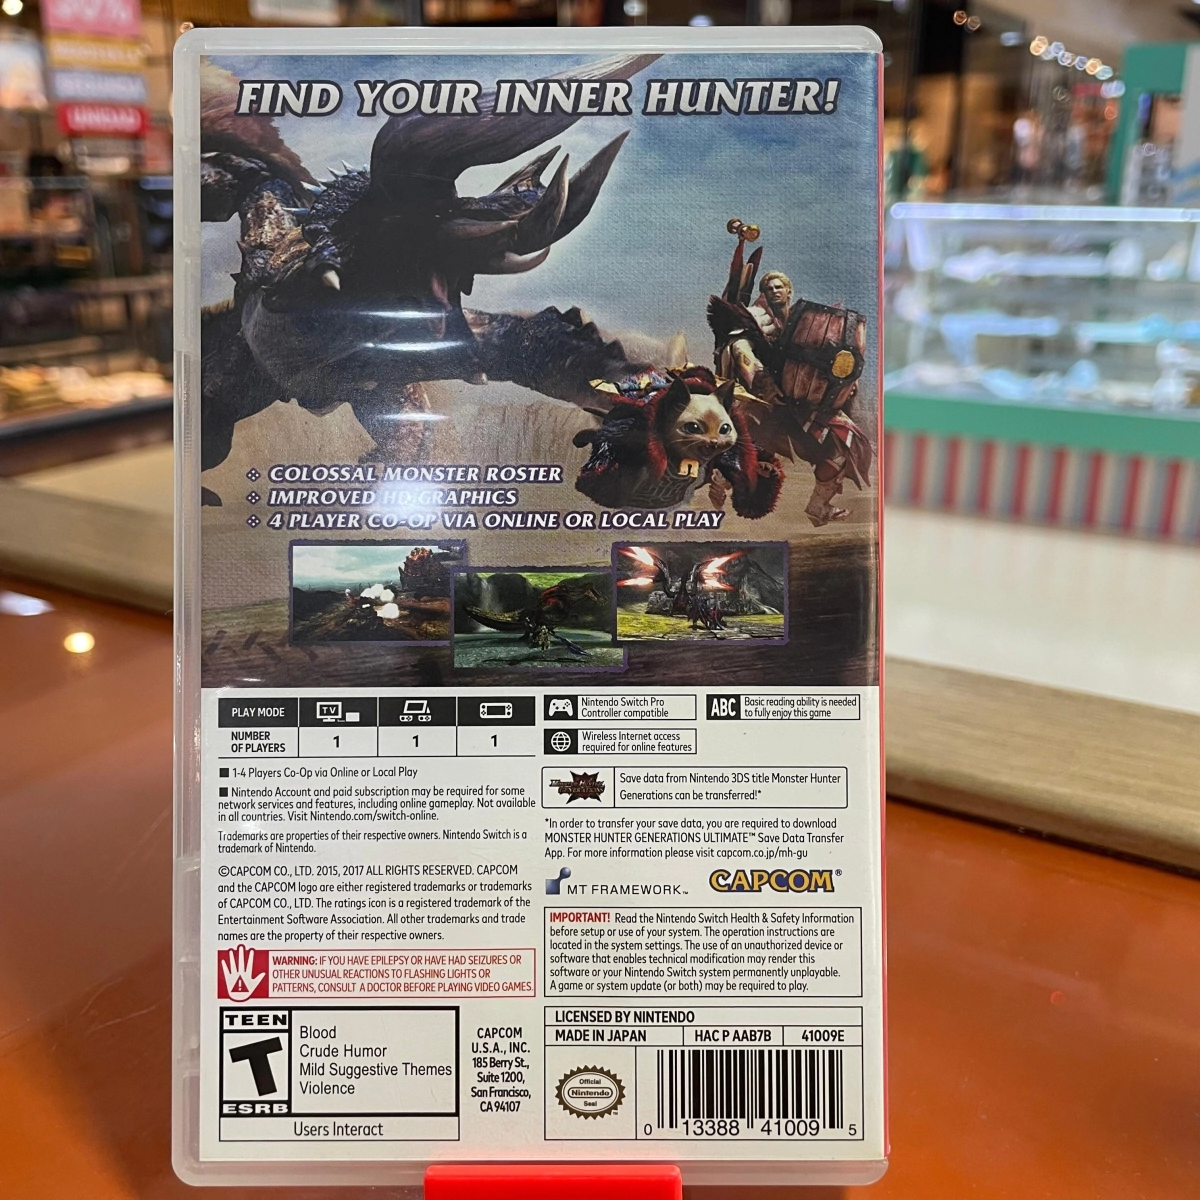 FIND YOUR INNER HUNTER!
COLOSSAL MONSTER ROSTER
IMPROVED HD GRAPHICS
4 PLAYER CO-OP VIA ONLINE OR LOCAL PLAY
PLAY MODE
TV
NUMBER
OF PLAYERS
1
1
1
Nintendo Switch Pro
Controller compatible
ABC
Basic reading ability is needed
to fully enjoy this game
Wireless Internet access
required for online features
■ 1-4 Players Co-Op via Online or Local Play
■ Nintendo Account and paid subscription may be required for some
network services and features, including online gameplay. Not available
in all countries. Visit Nintendo.com/switch-online.
Trademarks are properties of their respective owners. Nintendo Switch is a
trademark of Nintendo.
©CAPCOM CO., LTD. 2015, 2017 ALL RIGHTS RESERVED. CAPCOM
and the CAPCOM logo are either registered trademarks or trademarks
of CAPCOM CO., LTD. The ratings icon is a registered trademark of the
Entertainment Software Association. All other trademarks and trade
names are the property of their respective owners.
WARNING: IF YOU HAVE EPILEPSY OR HAVE HAD SEIZURES OR
OTHER UNUSUAL REACTIONS TO FLASHING LIGHTS OR
PATTERNS, CONSULT A DOCTOR BEFORE PLAYING VIDEO GAMES.
Save data from Nintendo 3DS title Monster Hunter
Generations can be transferred!*
*In order to transfer your save data, you are required to download
MONSTER HUNTER GENERATIONS ULTIMATE™ Save Data Transfer
App. For more information please visit capcom.co.jp/mh-gu
MT FRAMEWORK™
CAPCOM®
IMPORTANT! Read the Nintendo Switch Health & Safety Information
before setup or use of your system. The operation instructions are
located in the system settings. The use of an unauthorized device or
software that enables technical modification may render this
software or your Nintendo Switch system permanently unplayable.
A game or system update (or both) may be required to play.
TEEN
T
ESRB
Blood
Crude Humor
Mild Suggestive Themes
Violence
Users Interact
CAPCOM
U.S.A., INC.
185 Berry St.,
Suite 1200,
San Francisco,
CA 94107
LICENSED BY NINTENDO
MADE IN JAPAN
HAC P AAB7B
41009E
Official
Nintendo
Seal
0 13388 41009 5
UNIDAD